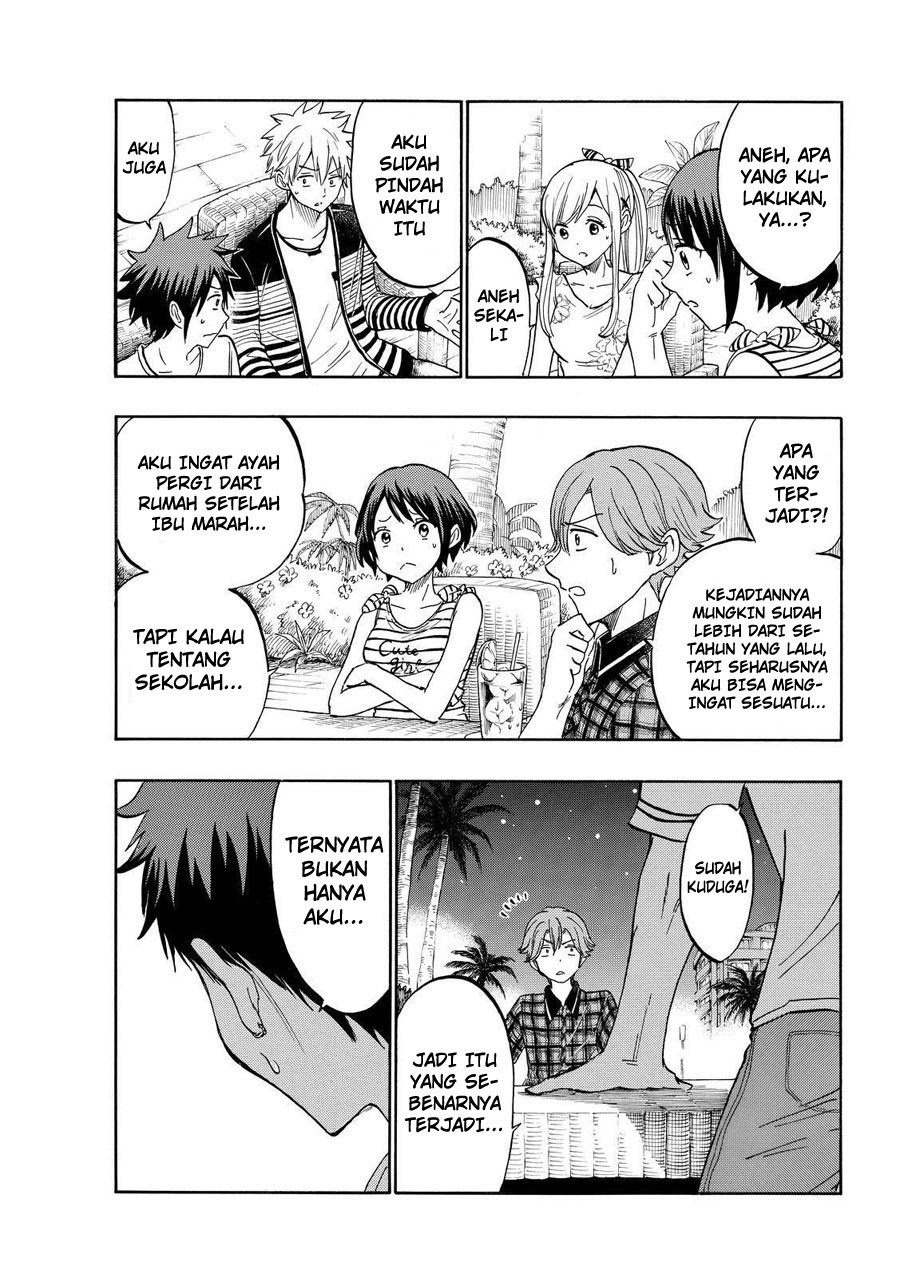 ANEH, APA
YANG KU-
LAKUKAN,
YA...?
ANEH
SEKA-
LI
AKU
SUDAH
PINDAH
WAKTU
ITU
AKU
JUGA
APA
YANG
TER-
JADI?!
KEJADIANNYA
MUNGKIN SUDAH
LEBIH DARI SE-
TAHUN YANG LALU,
TAPI SEHARUSNYA
AKU BISA MENG-
INGAT SESUATU...
AKU INGAT AYAH
PERGI DARI
RUMAH SETELAH
IBU MARAH...
TAPI KALAU
TENTANG
SEKOLAH...
Cute
girl
SUDAH
KUDUGA!
JADI ITU
YANG SE-
BENARNYA
TERJADI...
TERNYATA
BUKAN
HANYA
AKU...